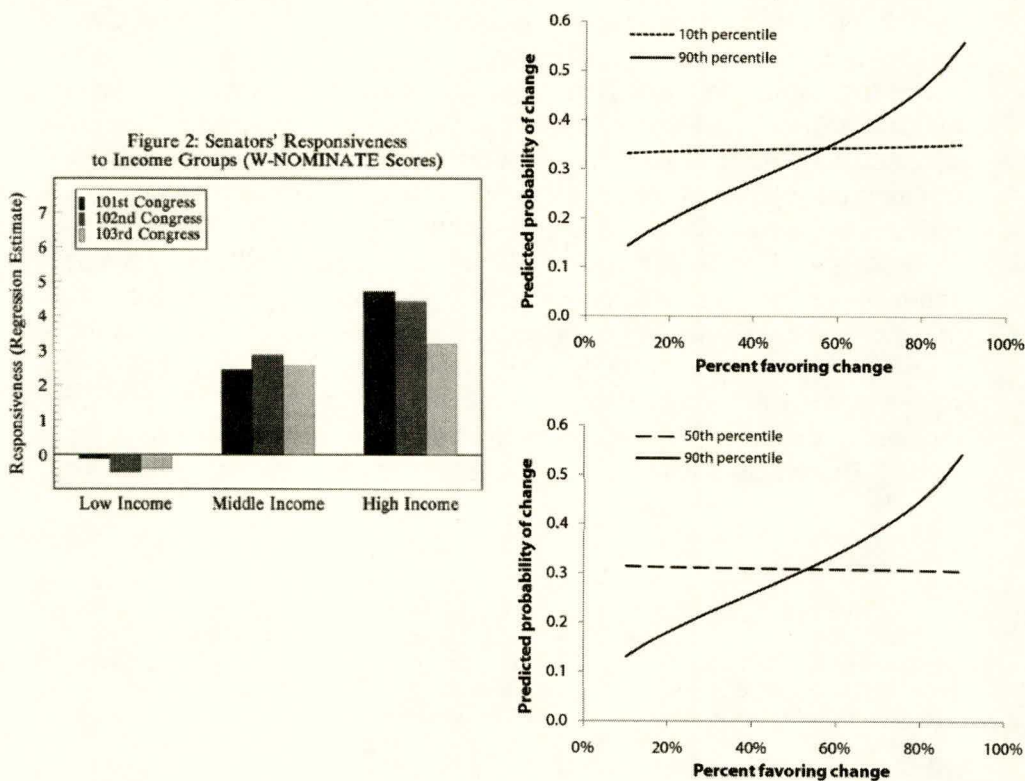 Figure 2: Senators' Responsiveness
to Income Groups (W-NOMINATE Scores)
Responsiveness (Regression Estimate)
7
6
5
4
3
2
1
0
101st Congress
102nd Congress
103rd Congress
Low Income Middle Income High Income
Predicted probability of change
0.6
0.5
0.4
0.3
0.2
0.1
0.0
10th percentile
90th percentile
0% 20% 40% 60% 80% 100%
Percent favoring change
Predicted probability of change
0.6
0.5
0.4
0.3
0.2
0.1
0.0
50th percentile
90th percentile
0% 20% 40% 60% 80% 100%
Percent favoring change